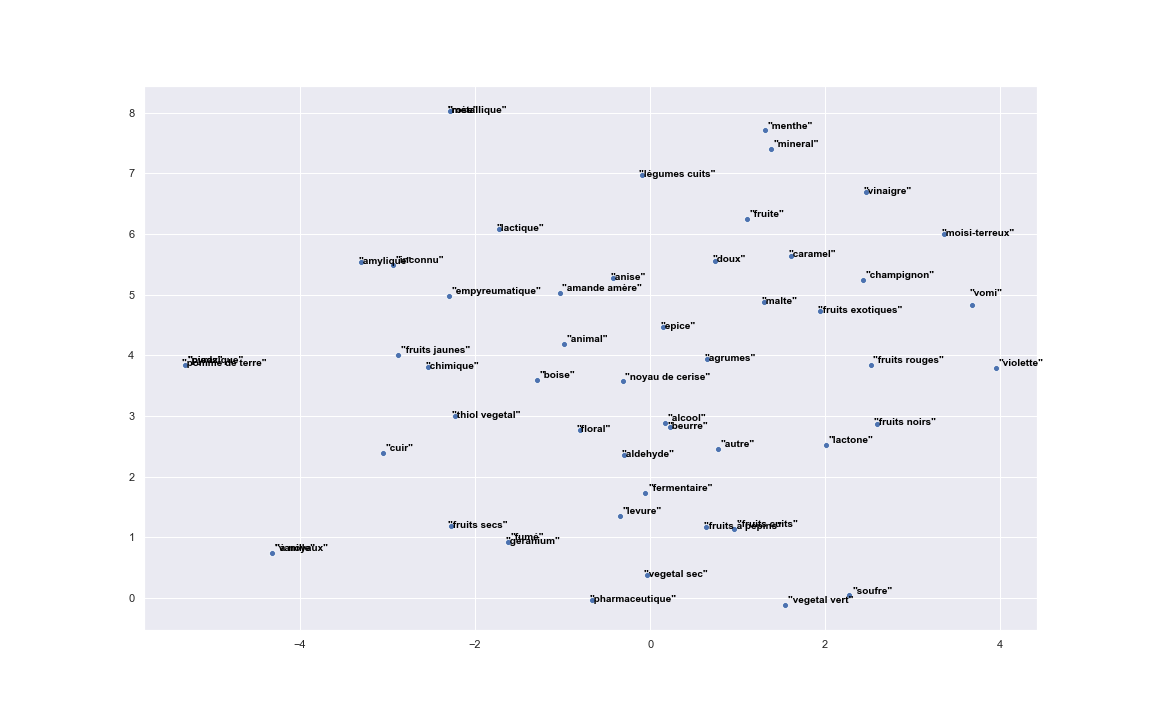 8
"métallique"
"menthe"
"mineral"
7
"légumes cuits"
"vinaigre"
"fruite"
6
"lactique"
"moisi-terreux"
"amylique"
"inconnu"
"doux"
"caramel"
"anise"
"champignon"
5
"empyreumatique"
"amande amère"
"malte"
"vomi"
"fruits exotiques"
"epice"
"animal"
4
"fruits jaunes"
"agrumes"
"pomme de terre"
"chimique"
"fruits rouges"
"violette"
"boise"
"noyau de cerise"
3
"thiol vegetal"
"alcool"
"beurre"
"floral"
"fruits noirs"
"cuir"
"aldehyde"
"autre"
"lactone"
2
"fermentaire"
"levure"
1
"fruits secs"
"fruits à pépins"
"fruits cuits"
"fumé"
"geranium"
"vegetal sec"
0
"pharmaceutique"
"vegetal vert"
"soufre"
−4
−2
0
2
4